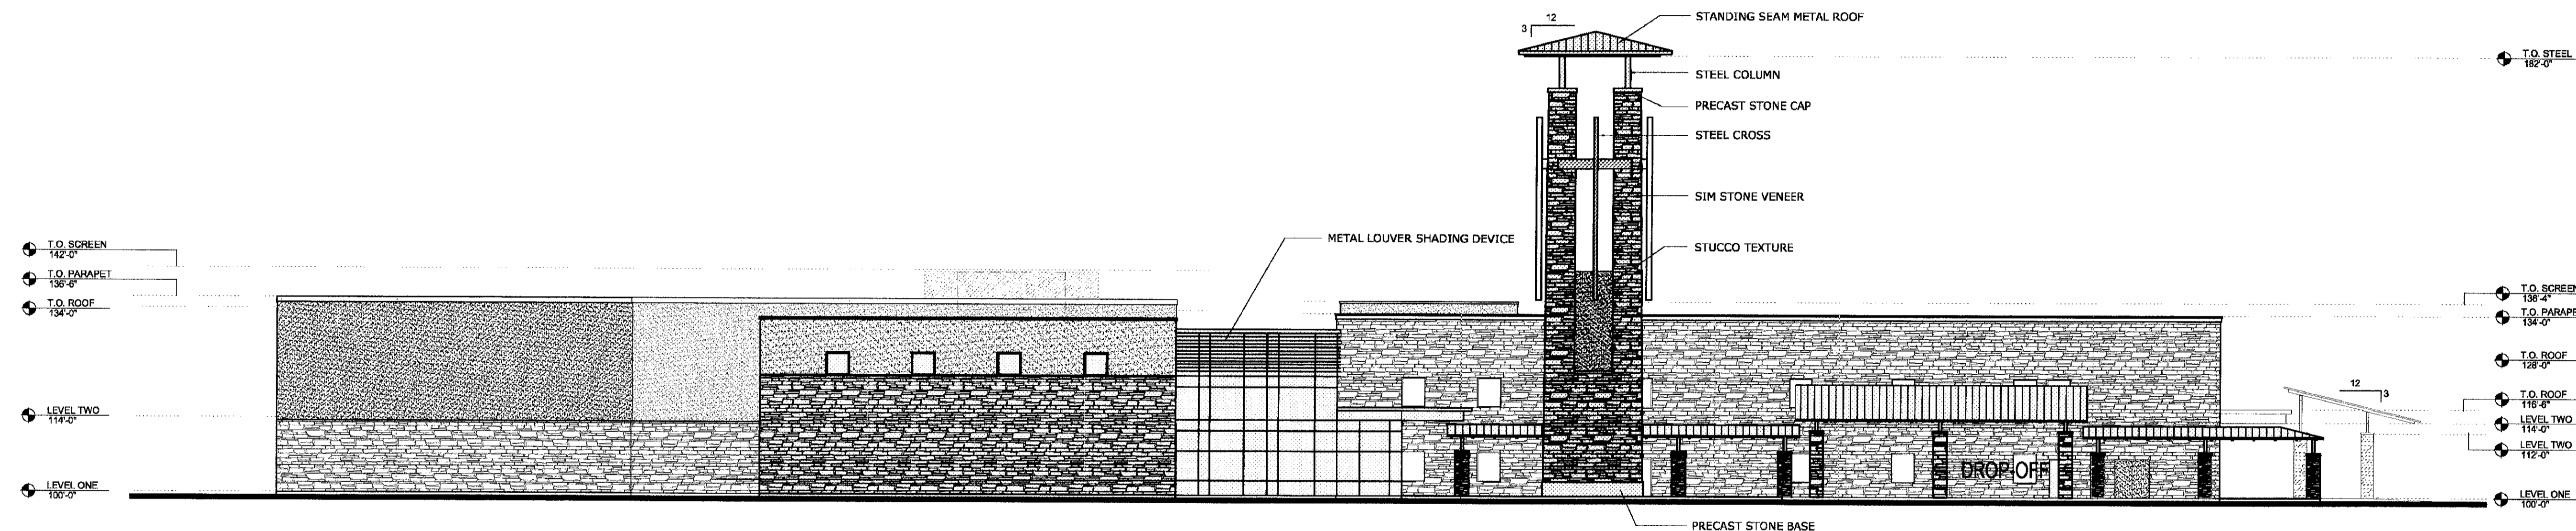 12
3
STANDING SEAM METAL ROOF
T.O. STEEL
182'-0"
STEEL COLUMN
PRECAST STONE CAP
STEEL CROSS
SIM STONE VENEER
METAL LOUVER SHADING DEVICE
STUCCO TEXTURE
T.O. SCREEN
142'-0"
T.O. PARAPET
136'-6"
T.O. ROOF
134'-0"
LEVEL TWO
114'-0"
LEVEL ONE
100'-0"
T.O. SCREEN
136'-4"
T.O. PARAPE
134'-0"
T.O. ROOF
128'-0"
12
3
T.O. ROOF
116'-6"
LEVEL TWO
114'-0"
LEVEL TWO
112'-0"
DROP-OFF
LEVEL ONE
100'-0"
PRECAST STONE BASE